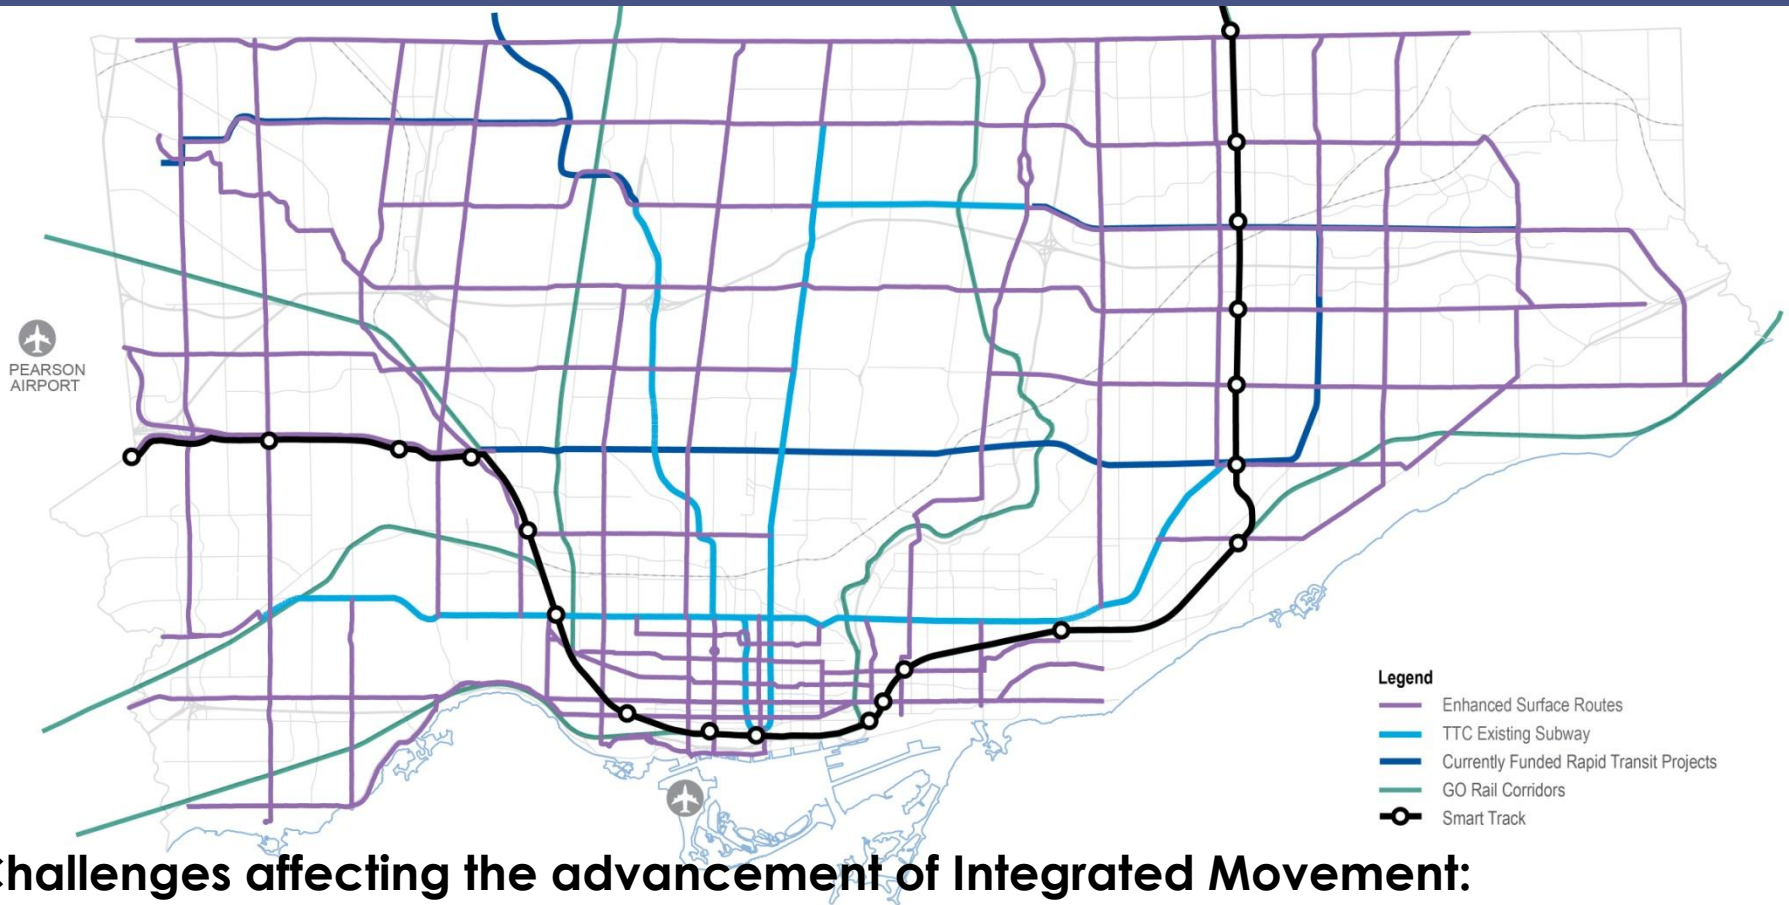 PEARSON
AIRPORT
Legend
Enhanced Surface Routes
TTC Existing Subway
Currently Funded Rapid Transit Projects
GO Rail Corridors
Smart Track
Challenges affecting the advancement of Integrated Movement: